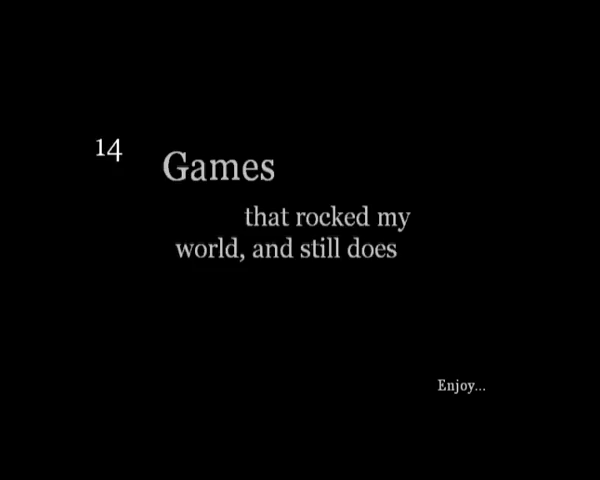 14
Games
that rocked my
world, and still does
Enjoy...